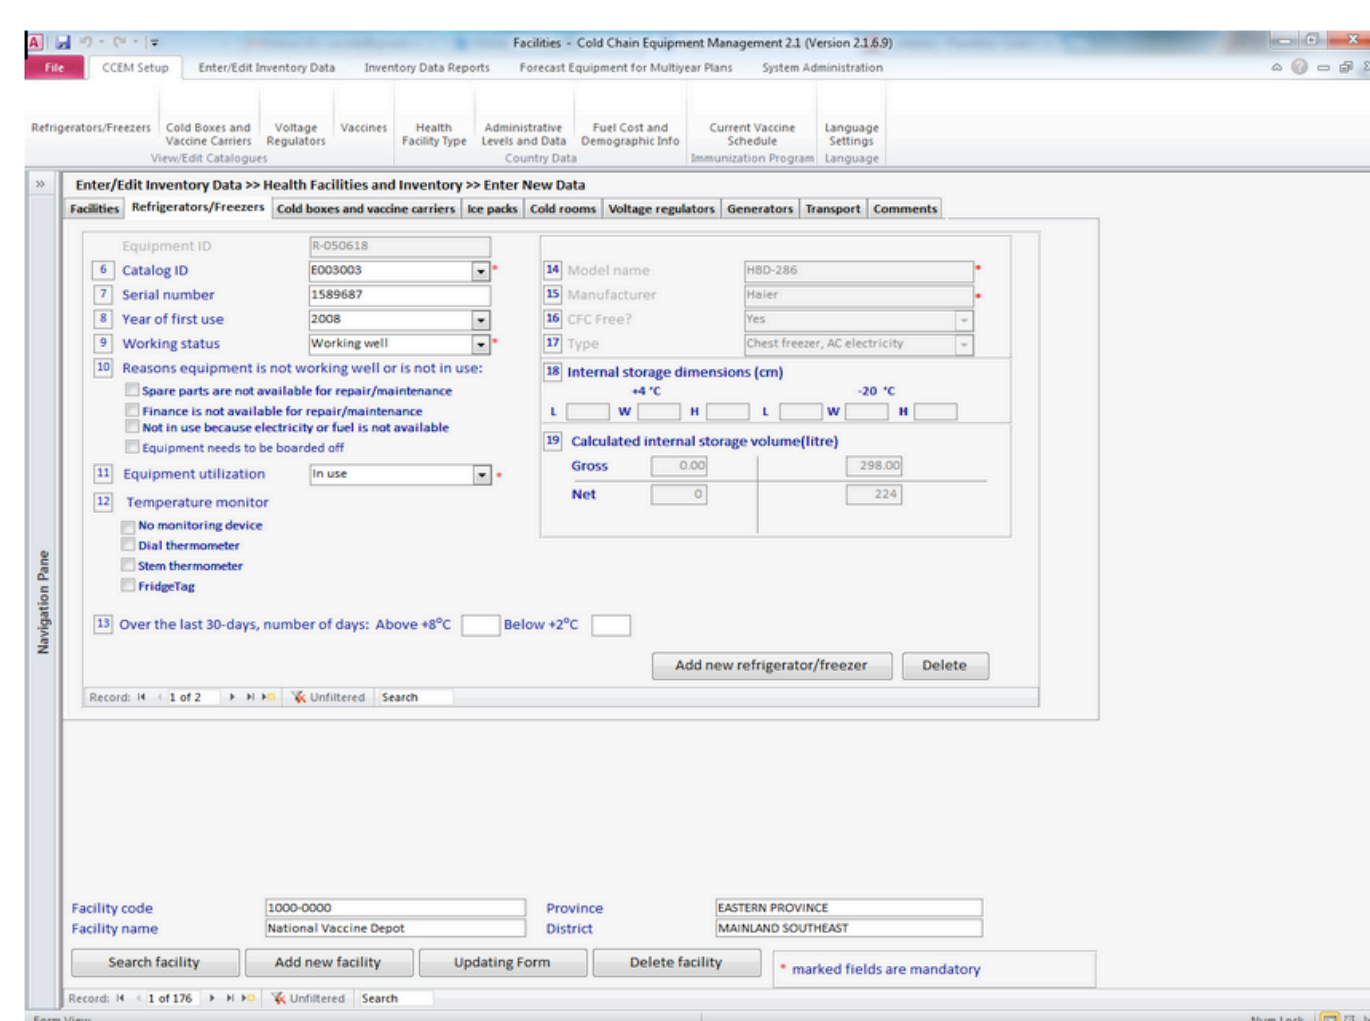 Facilities - Cold Chain Equipment Management 2.1 (Version 2.1.6.9)
File CCEM Setup Enter/Edit Inventory Data Inventory Data Reports Forecast Equipment for Multiyear Plans System Administration
Refrigerators/Freezers Cold Boxes and Vaccine Carriers Voltage Regulators Vaccines Health Facility Type Administrative Levels and Data Fuel Cost and Demographic Info Current Vaccine Schedule Language Settings
View/Edit Catalogues Country Data Immunization Program Language
Enter/Edit Inventory Data >> Health Facilities and Inventory >> Enter New Data
Facilities Refrigerators/Freezers Cold boxes and vaccine carriers Ice packs Cold rooms Voltage regulators Generators Transport Comments
Equipment ID R-050618
6 Catalog ID E003003 *
7 Serial number 1589687
8 Year of first use 2008
9 Working status Working well *
10 Reasons equipment is not working well or is not in use:
Spare parts are not available for repair/maintenance
Finance is not available for repair/maintenance
Not in use because electricity or fuel is not available
Equipment needs to be boarded off
11 Equipment utilization In use *
12 Temperature monitor
No monitoring device
Dial thermometer
Stem thermometer
FridgeTag
13 Over the last 30-days, number of days: Above +8°C Below +2°C
14 Model name HBD-286 *
15 Manufacturer Haier *
16 CFC Free? Yes
17 Type Chest freezer, AC electricity
18 Internal storage dimensions (cm)
+4 °C -20 °C
L W H L W H
19 Calculated internal storage volume(litre)
Gross 0.00 298.00
Net 0 224
Add new refrigerator/freezer Delete
Record: 1 of 2 Unfiltered Search
Navigation Pane
Facility code 1000-0000 Province EASTERN PROVINCE
Facility name National Vaccine Depot District MAINLAND SOUTHEAST
Search facility Add new facility Updating Form Delete facility * marked fields are mandatory
Record: 1 of 176 Unfiltered Search
Form View Num Lock